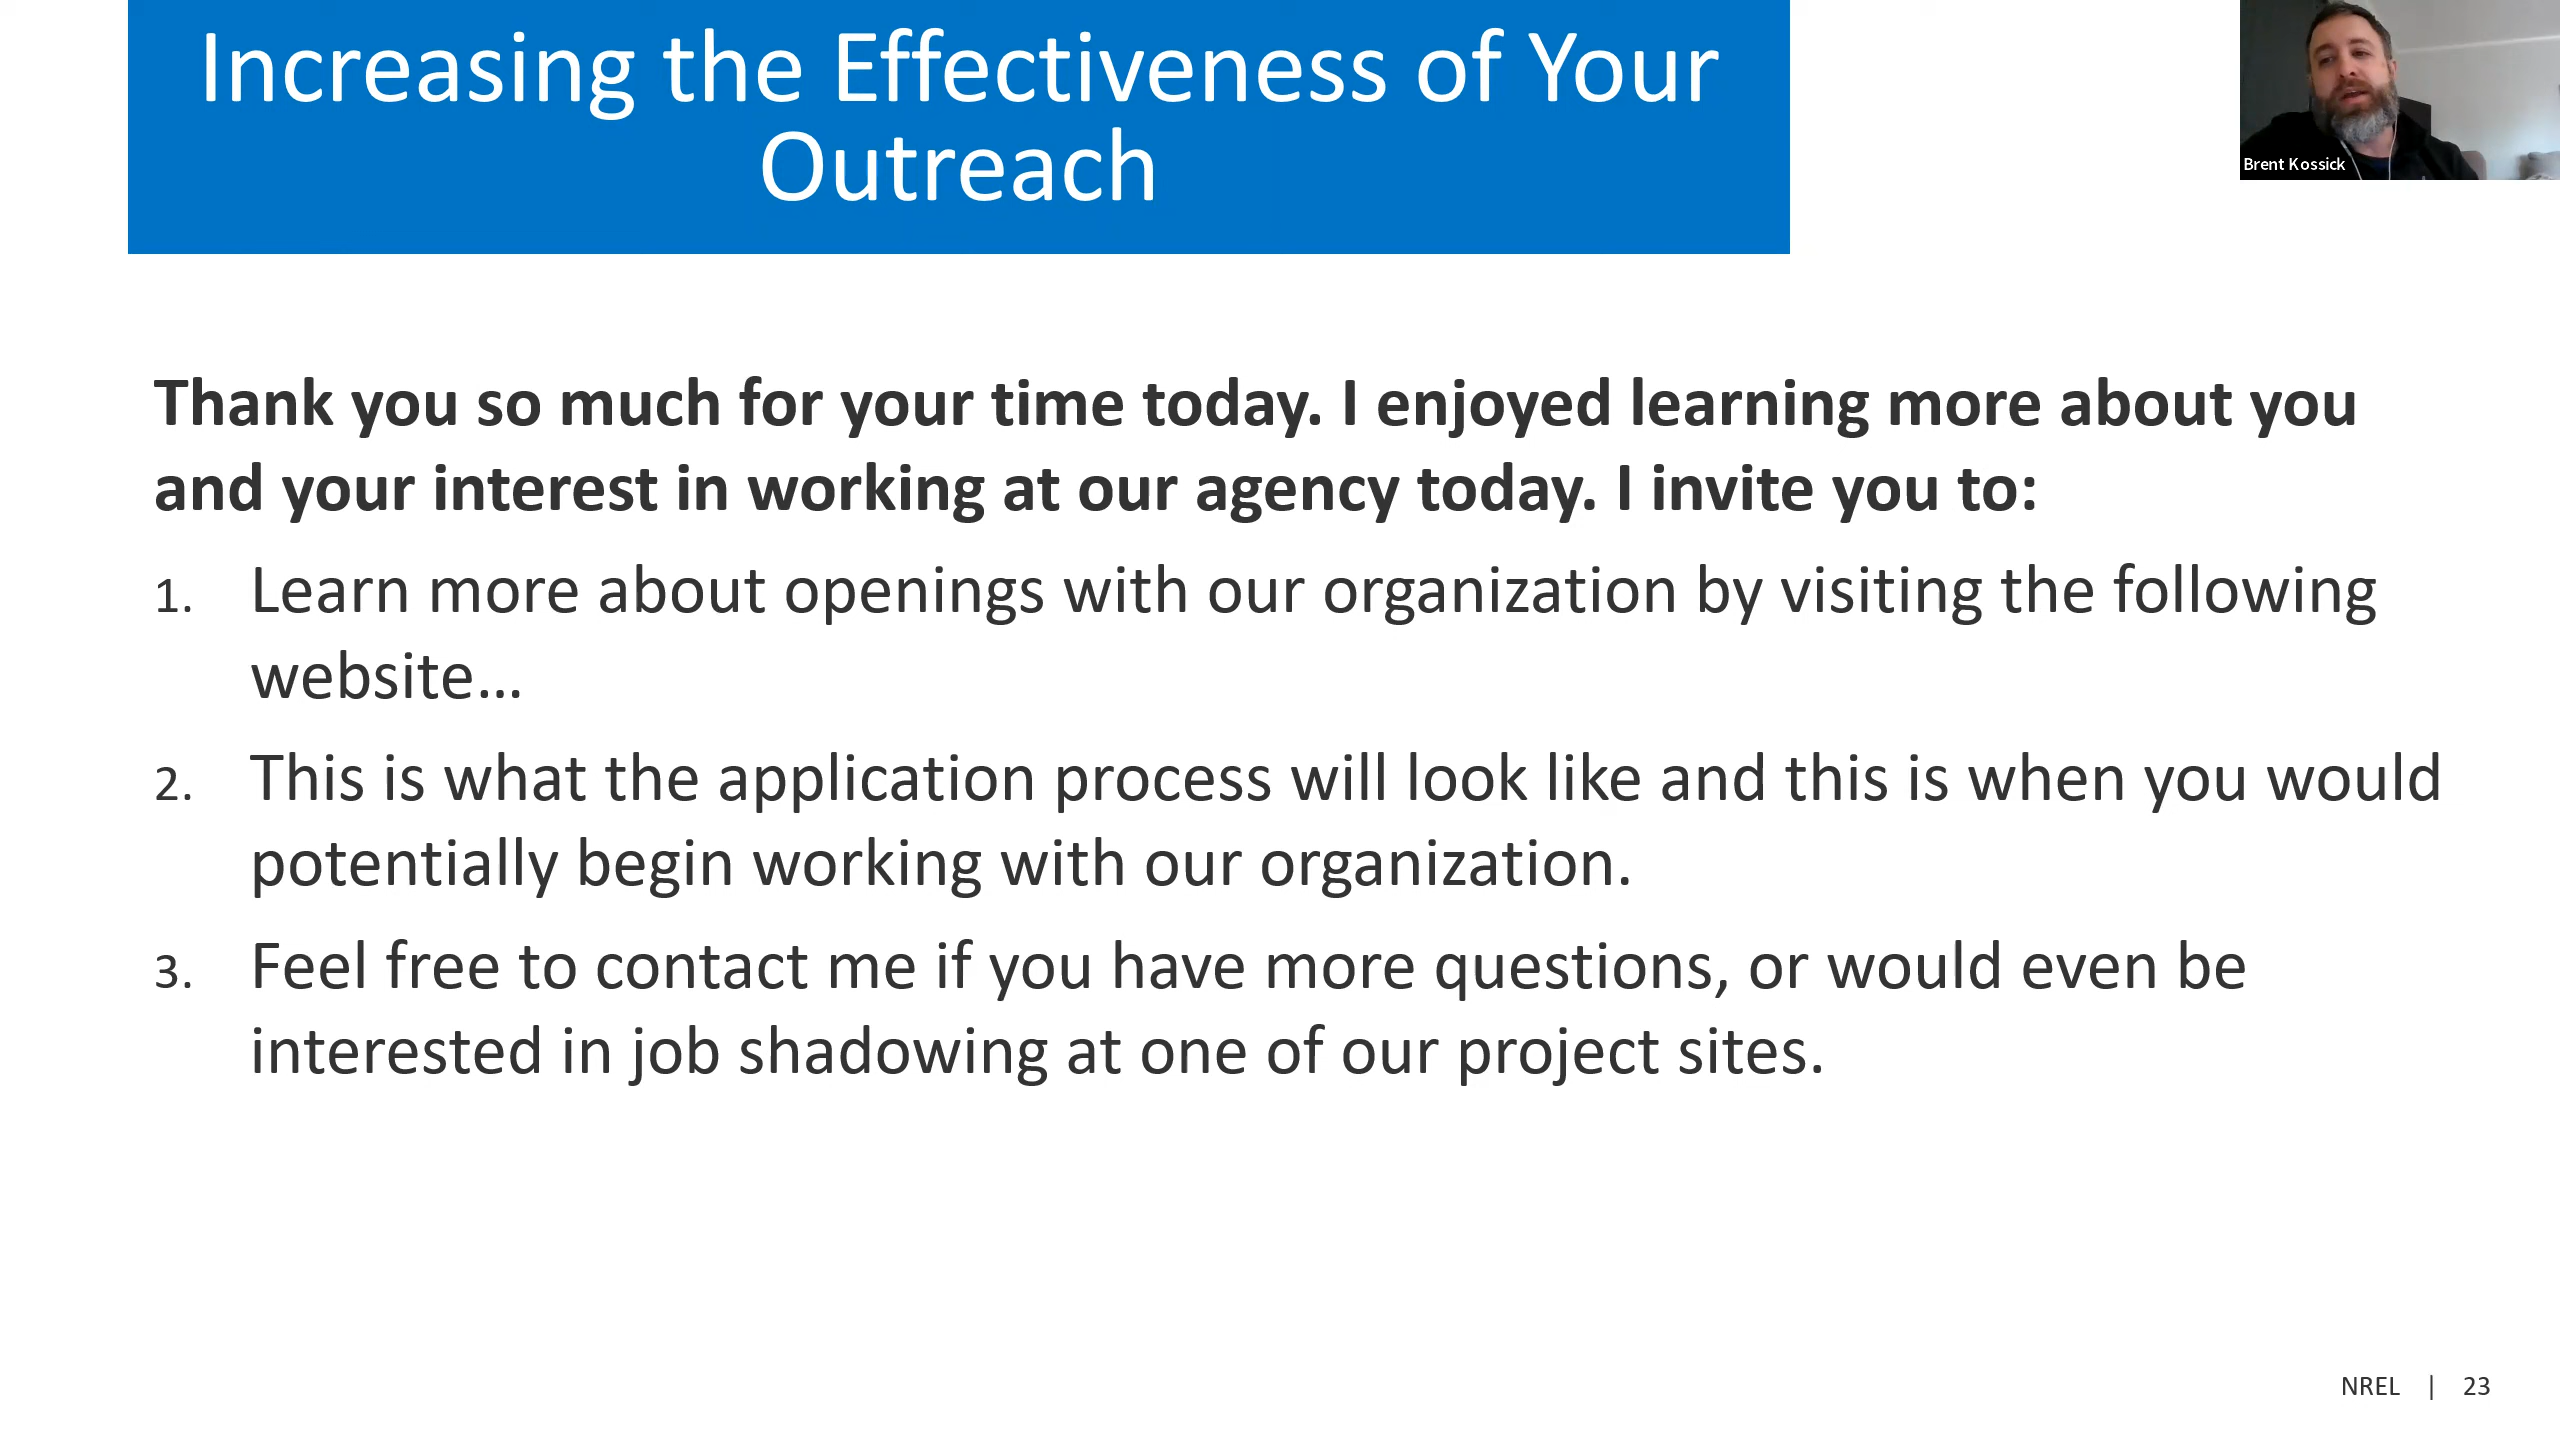 Increasing the Effectiveness of Your
Outreach
Brent Kossick
Thank you so much for your time today. I enjoyed learning more about you
and your interest in working at our agency today. I invite you to:
1. Learn more about openings with our organization by visiting the following
website…
2. This is what the application process will look like and this is when you would
potentially begin working with our organization.
3. Feel free to contact me if you have more questions, or would even be
interested in job shadowing at one of our project sites.
NREL | 23